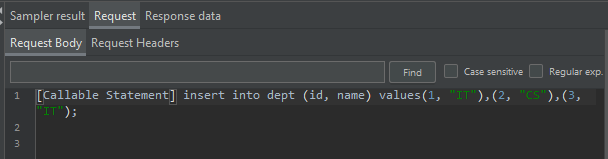 Sampler result Request Response data
Request Body Request Headers
Find Case sensitive Regular exp.
1 [Callable Statement] insert into dept (id, name) values(1, "IT"),(2, "CS"),(3,
"IT");
2
3